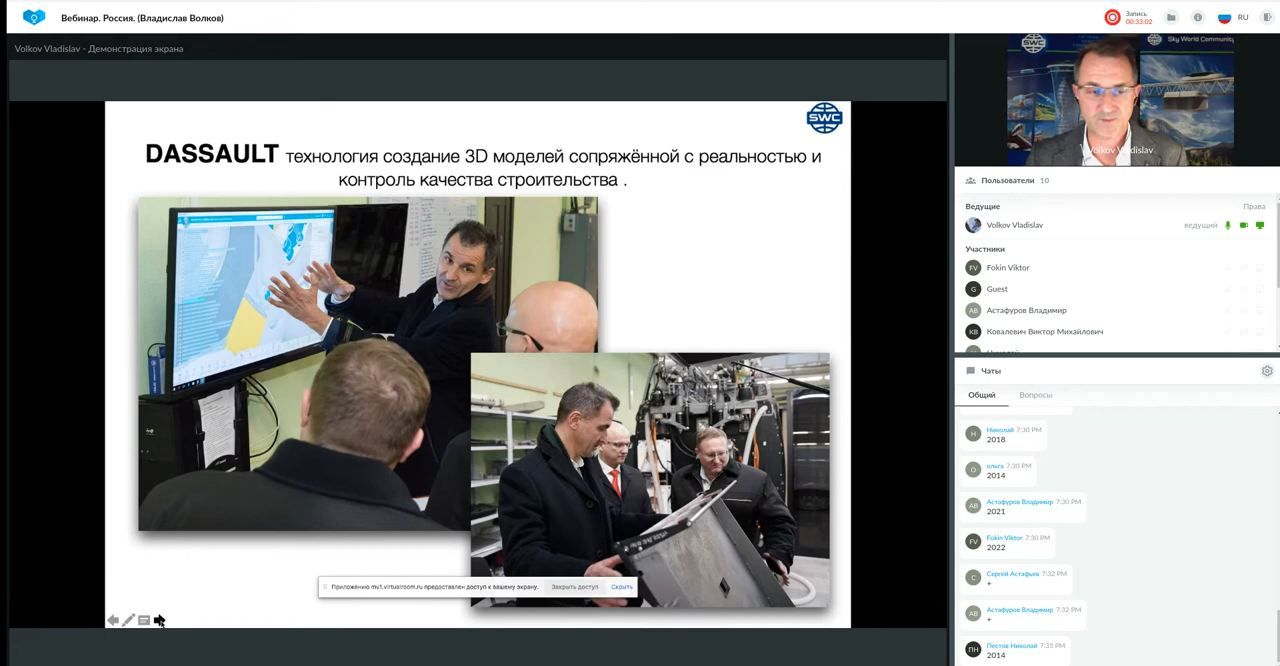 Вебинар. Россия. (Владислав Волков)
Запись
00:33:02
RU
Volkov Vladislav - Демонстрация экрана
SWC
DASSAULT технология создание 3D моделей сопряжённой с реальностью и
контроль качества строительства .
Приложению mv1.virtualroom.ru предоставлен доступ к вашему экрану.
Закрыть доступ
Скрыть
SWC
Sky World Communic
Volkov Vladislav
Пользователи 10
Ведущие
Права
Volkov Vladislav
ведущий
Участники
FV
Fokin Viktor
G
Guest
АВ
Астафуров Владимир
КВ
Ковалевич Виктор Михайлович
Чаты
Общий
Вопросы
Н
Николай 7:30 PM
2018
О
ольга 7:30 PM
2014
АВ
Астафуров Владимир 7:30 PM
2021
FV
Fokin Viktor 7:30 PM
2022
С
Сергей Астафьев 7:32 PM
+
АВ
Астафуров Владимир 7:32 PM
+
ПН
Пестов Николай 7:35 PM
2014